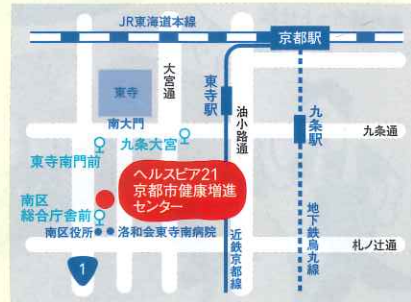 JR東海道本線
京都駅
大宮通
東寺
東寺駅
油小路通
南大門
九条大宮
九条駅
九条通
東寺南門前
ヘルスピア21
京都市健康増進
センター
南区
総合庁舎前
南区役所
洛和会東寺南病院
近鉄京都線
地下鉄烏丸線
札ノ辻通
1